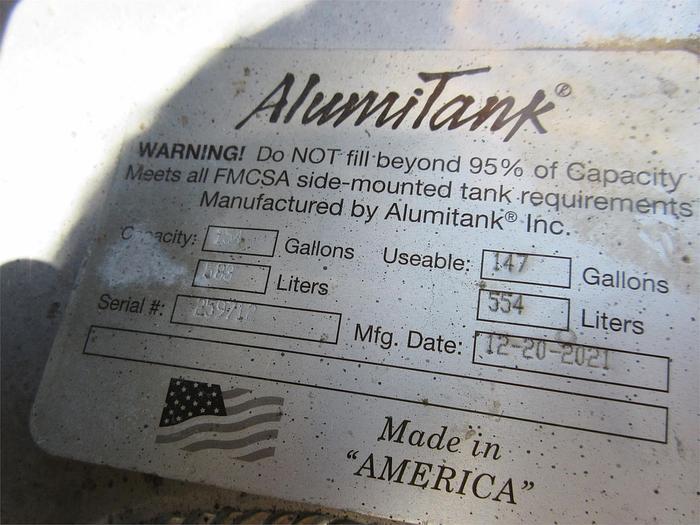 AlumiTank®
WARNING! Do NOT fill beyond 95% of Capacity
Meets all FMCSA side-mounted tank requirements
Manufactured by Alumitank® Inc.
Capacity: Gallons Useable: 147 Gallons
Liters 554 Liters
Serial #: Mfg. Date: 12-20-2021
Made in
"AMERICA"